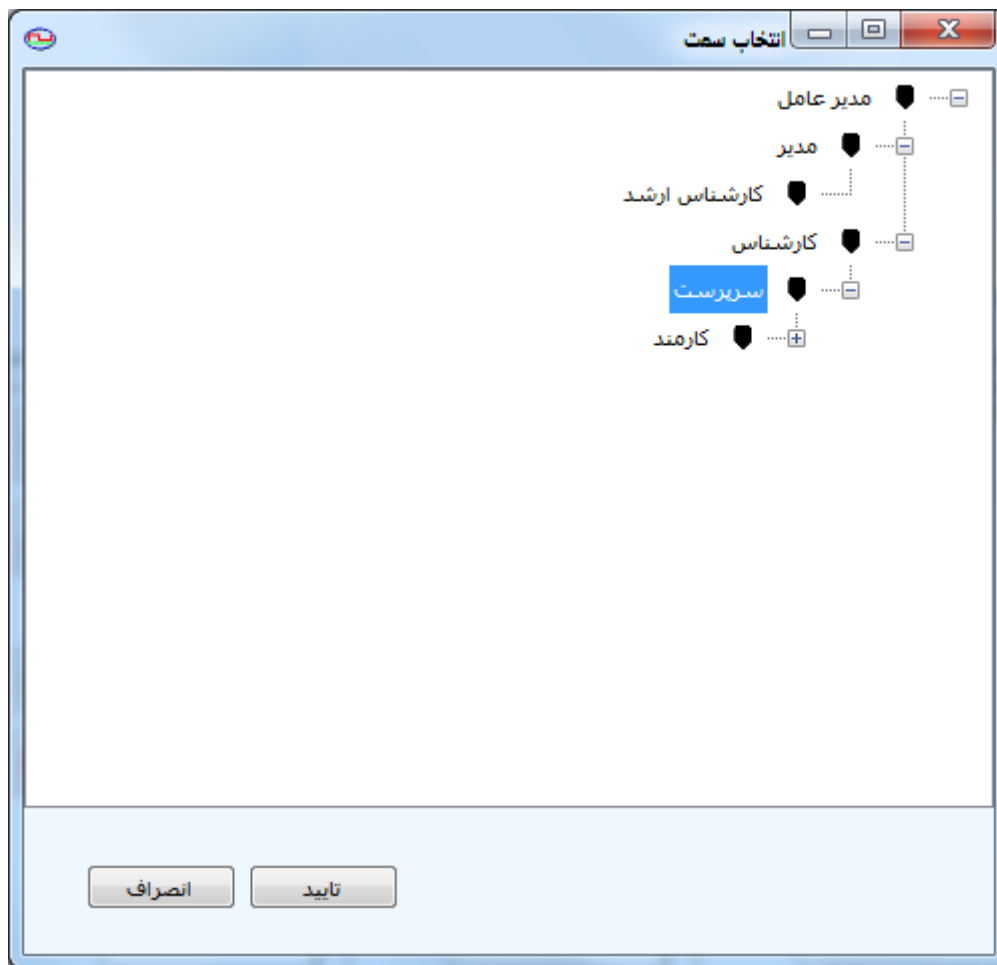 انتخاب سمت
مدیر عامل
مدیر
کارشناس ارشد
کارشناس
سرپرست
کارمند
تایید
انصراف